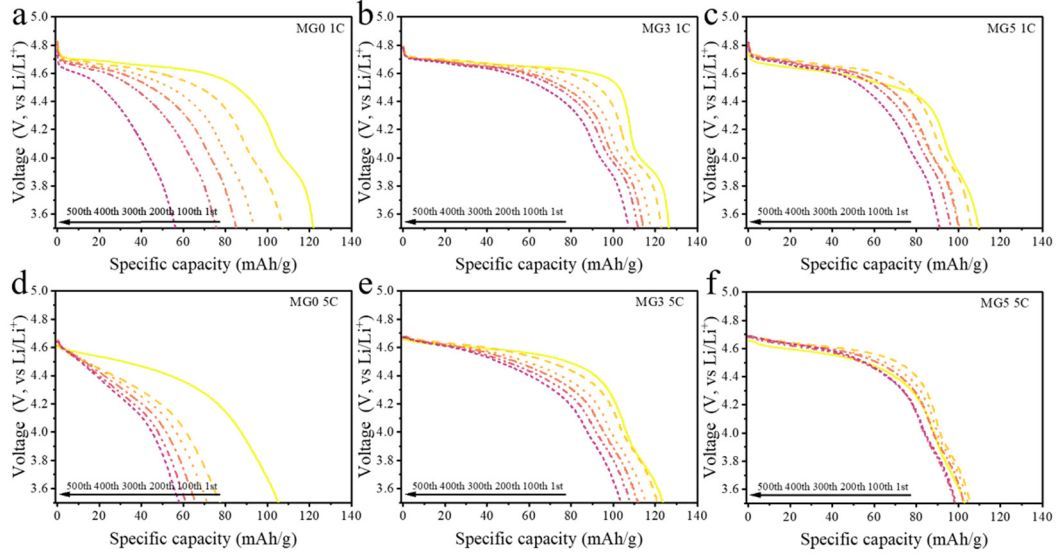 a
MG0 1C
5.0
4.8
4.6
4.4
4.2
4.0
3.8
3.6
Voltage (V, vs Li/Li+)
500th 400th 300th 200th 100th 1st
0 20 40 60 80 100 120 140
Specific capacity (mAh/g)
b
MG3 1C
5.0
4.8
4.6
4.4
4.2
4.0
3.8
3.6
Voltage (V, vs Li/Li+)
500th 400th 300th 200th 100th 1st
0 20 40 60 80 100 120 140
Specific capacity (mAh/g)
c
MG5 1C
5.0
4.8
4.6
4.4
4.2
4.0
3.8
3.6
Voltage (V, vs Li/Li+)
500th 400th 300th 200th 100th 1st
0 20 40 60 80 100 120 140
Specific capacity (mAh/g)
d
MG0 5C
5.0
4.8
4.6
4.4
4.2
4.0
3.8
3.6
Voltage (V, vs Li/Li+)
500th 400th 300th 200th 100th 1st
0 20 40 60 80 100 120 140
Specific capacity (mAh/g)
e
MG3 5C
5.0
4.8
4.6
4.4
4.2
4.0
3.8
3.6
Voltage (V, vs Li/Li+)
500th 400th 300th 200th 100th 1st
0 20 40 60 80 100 120 140
Specific capacity (mAh/g)
f
MG5 5C
5.0
4.8
4.6
4.4
4.2
4.0
3.8
3.6
Voltage (V, vs Li/Li+)
500th 400th 300th 200th 100th 1st
0 20 40 60 80 100 120 140
Specific capacity (mAh/g)